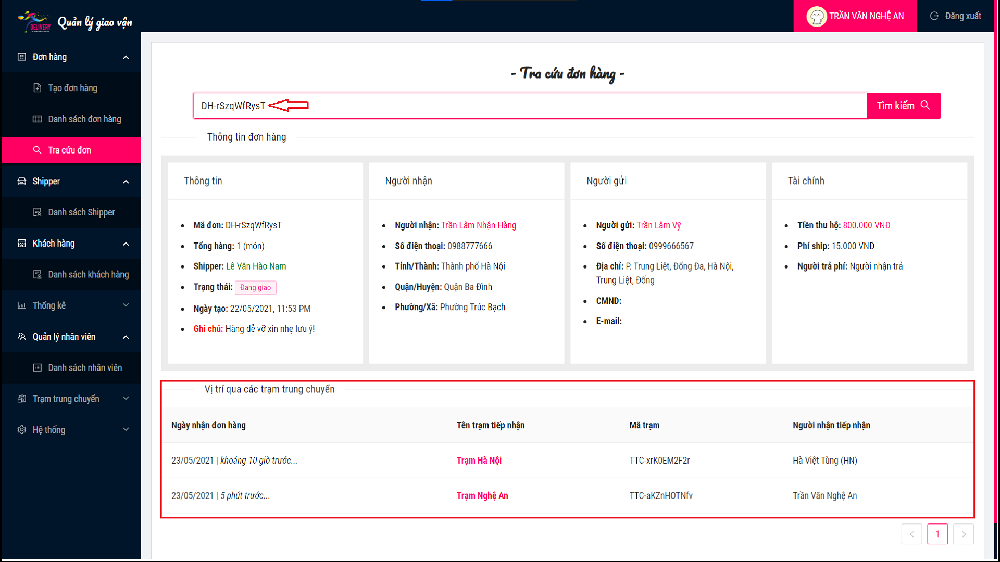 DELIVERY
Quản lý giao vận
TRẦN VĂN NGHỆ AN
Đăng xuất
Đơn hàng
Tạo đơn hàng
Danh sách đơn hàng
Tra cứu đơn
Shipper
Danh sách Shipper
Khách hàng
Danh sách khách hàng
Thống kê
Quản lý nhân viên
Danh sách nhân viên
Trạm trung chuyển
Hệ thống
- Tra cứu đơn hàng -
DH-rSzqWfRysT
Tìm kiếm
Thông tin đơn hàng
Thông tin
Mã đơn: DH-rSzqWfRysT
Tổng hàng: 1 (món)
Shipper: Lê Văn Hào Nam
Trạng thái: Đang giao
Ngày tạo: 22/05/2021, 11:53 PM
Ghi chú: Hàng dễ vỡ xin nhẹ lưu ý!
Người nhận
Người nhận: Trần Lâm Nhận Hàng
Số điện thoại: 0988777666
Tỉnh/Thành: Thành phố Hà Nội
Quận/Huyện: Quận Ba Đình
Phường/Xã: Phường Trúc Bạch
Người gửi
Người gửi: Trần Lâm Vỹ
Số điện thoại: 0999666567
Địa chỉ: P. Trung Liệt, Đống Đa, Hà Nội,
Trung Liệt, Đống
CMND:
E-mail:
Tài chính
Tiền thu hộ: 800.000 VNĐ
Phí ship: 15.000 VNĐ
Người trả phí: Người nhận trả
Vị trí qua các trạm trung chuyển
Ngày nhận đơn hàng Tên trạm tiếp nhận Mã trạm Người nhận tiếp nhận
23/05/2021 | khoảng 10 giờ trước... Trạm Hà Nội TTC-xrK0EM2F2r Hà Việt Tùng (HN)
23/05/2021 | 5 phút trước... Trạm Nghệ An TTC-aKZnHOTNfv Trần Văn Nghệ An
< 1 >